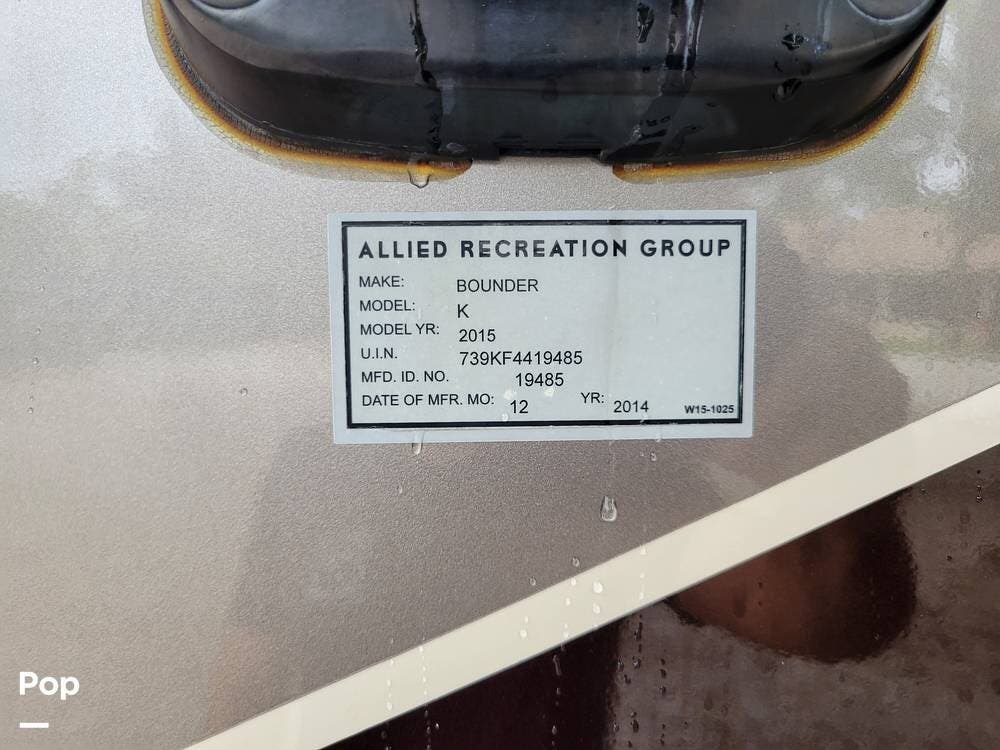 ALLIED RECREATION GROUP
MAKE: BOUNDER
MODEL: K
MODEL YR: 2015
U.I.N. 739KF4419485
MFD. ID. NO. 19485
DATE OF MFR. MO: 12 YR: 2014 W15-1025
Pop